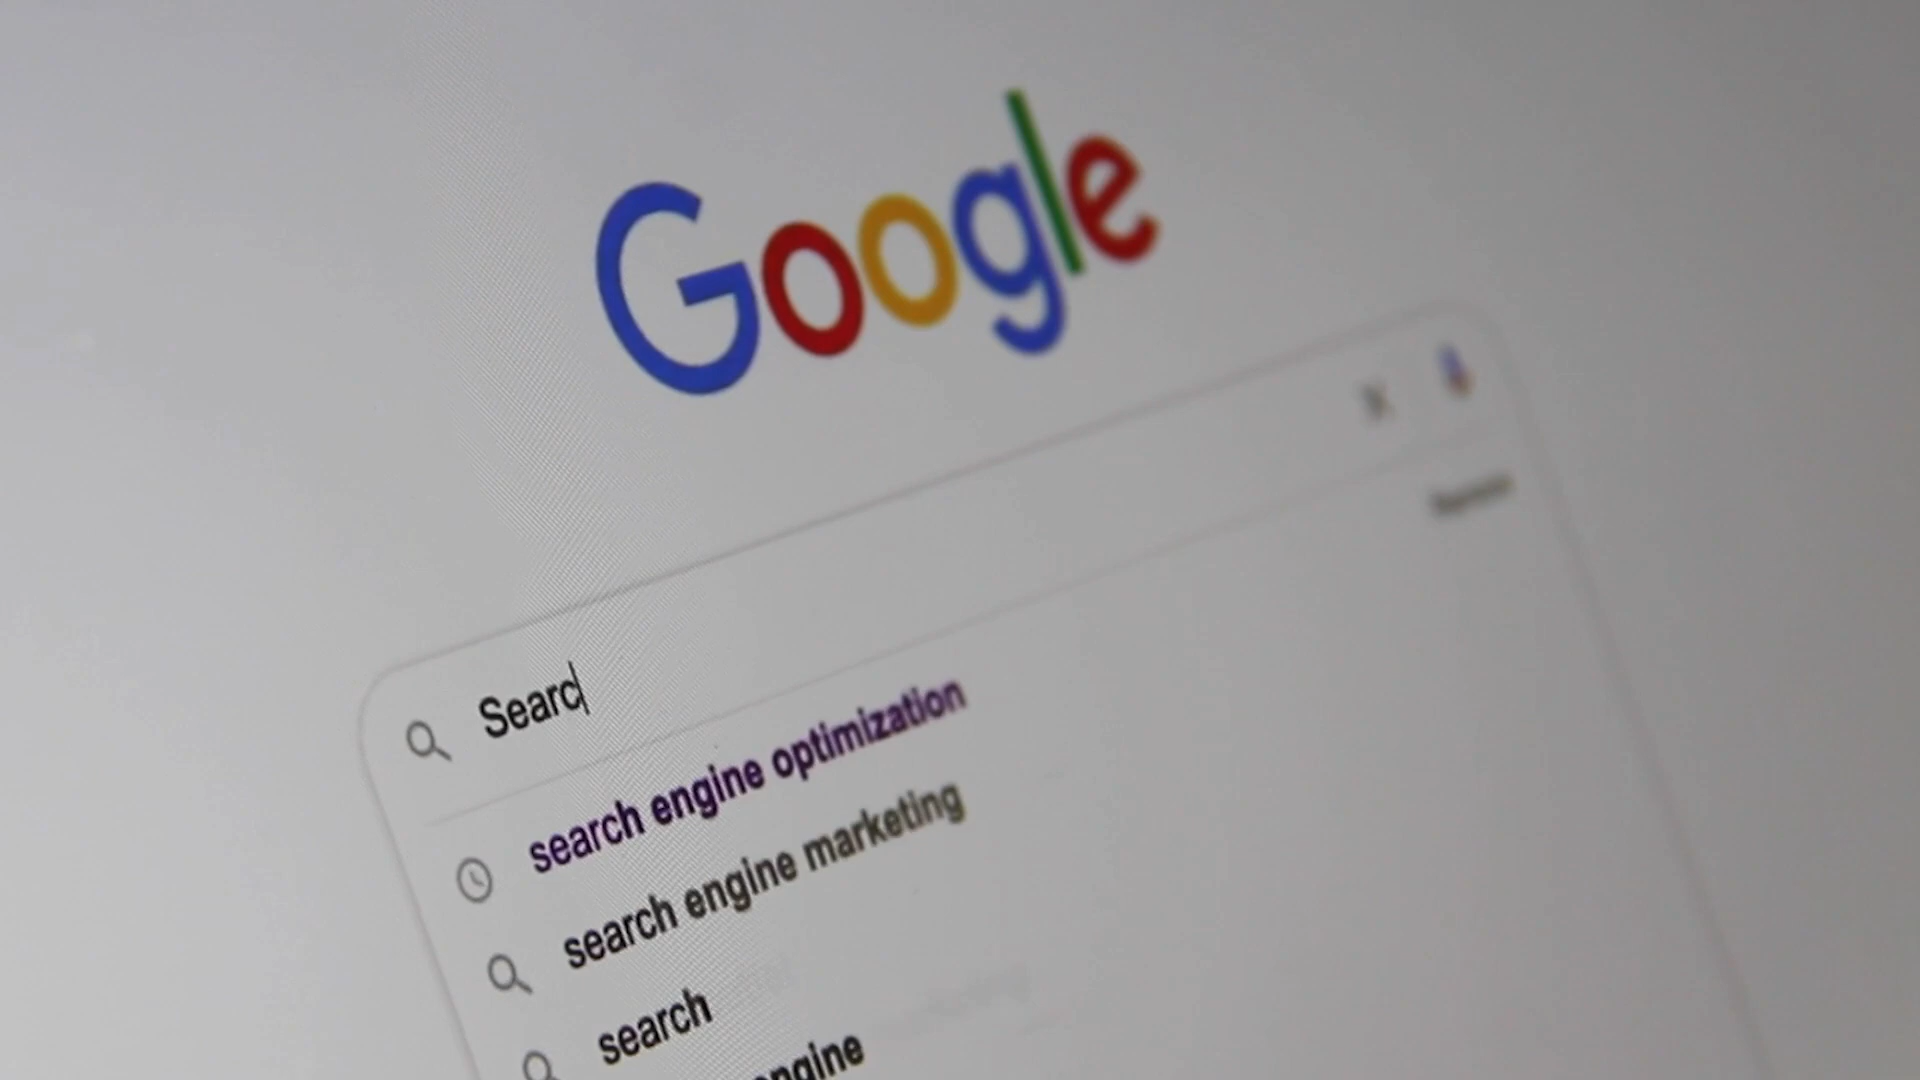 Google
Searc
search engine optimization
search engine marketing
search
engine